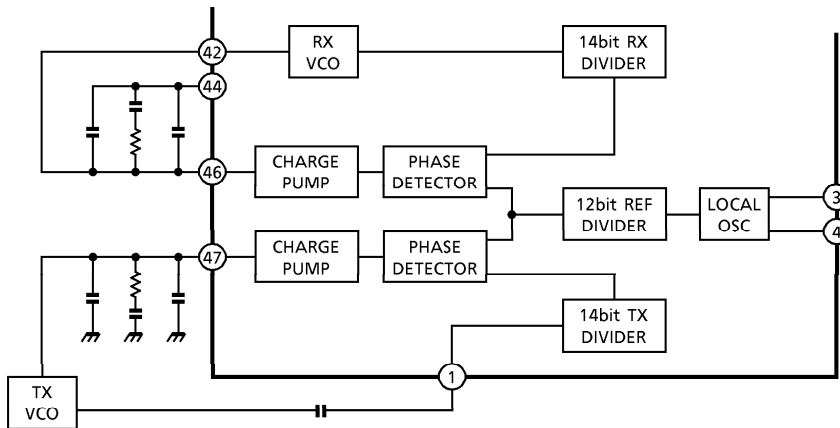 42
RX
VCO
14bit RX
DIVIDER
44
46
CHARGE
PUMP
PHASE
DETECTOR
12bit REF
DIVIDER
LOCAL
OSC
3
4
47
CHARGE
PUMP
PHASE
DETECTOR
14bit TX
DIVIDER
1
TX
VCO